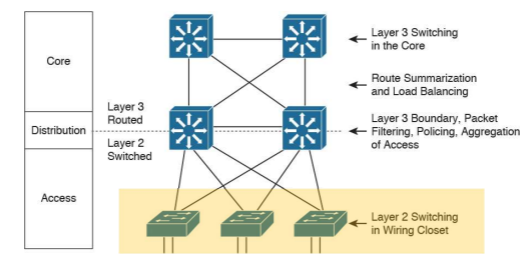 Core
Distribution
Access
Layer 3
Routed
Layer 2
Switched
Layer 3 Switching
in the Core
Route Summarization
and Load Balancing
Layer 3 Boundary, Packet
Filtering, Policing, Aggregation
of Access
Layer 2 Switching
in Wiring Closet